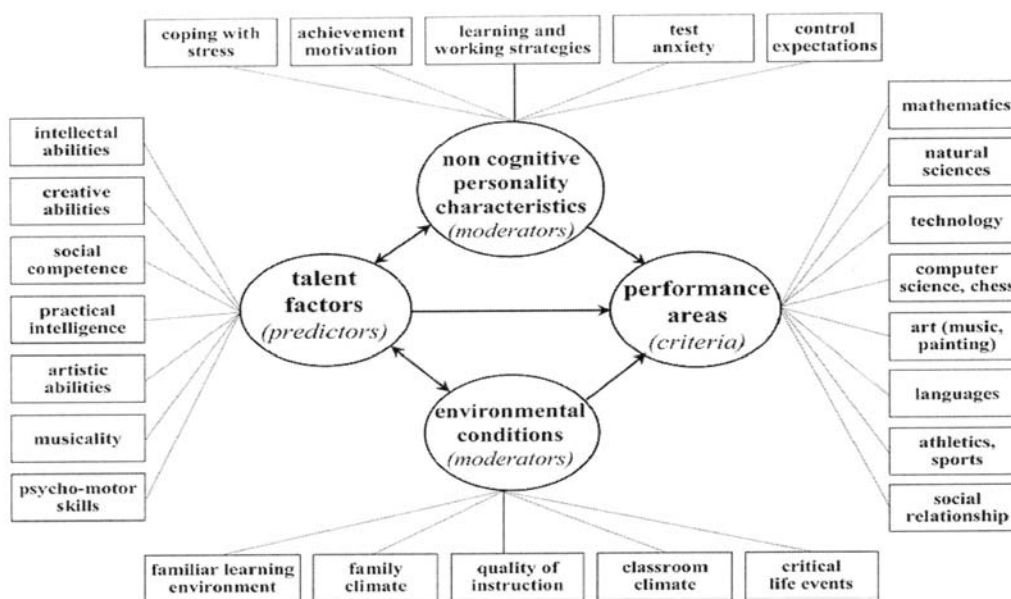 coping with
stress
achievement
motivation
learning and
working strategies
test
anxiety
control
expectations
intellectal
abilities
creative
abilities
social
competence
practical
intelligence
artistic
abilities
musicality
psycho-motor
skills
non cognitive
personality
characteristics
(moderators)
talent
factors
(predictors)
performance
areas
(criteria)
environmental
conditions
(moderators)
mathematics
natural
sciences
technology
computer
science, chess
art (music,
painting)
languages
athletics,
sports
social
relationship
familiar learning
environment
family
climate
quality of
instruction
classroom
climate
critical
life events